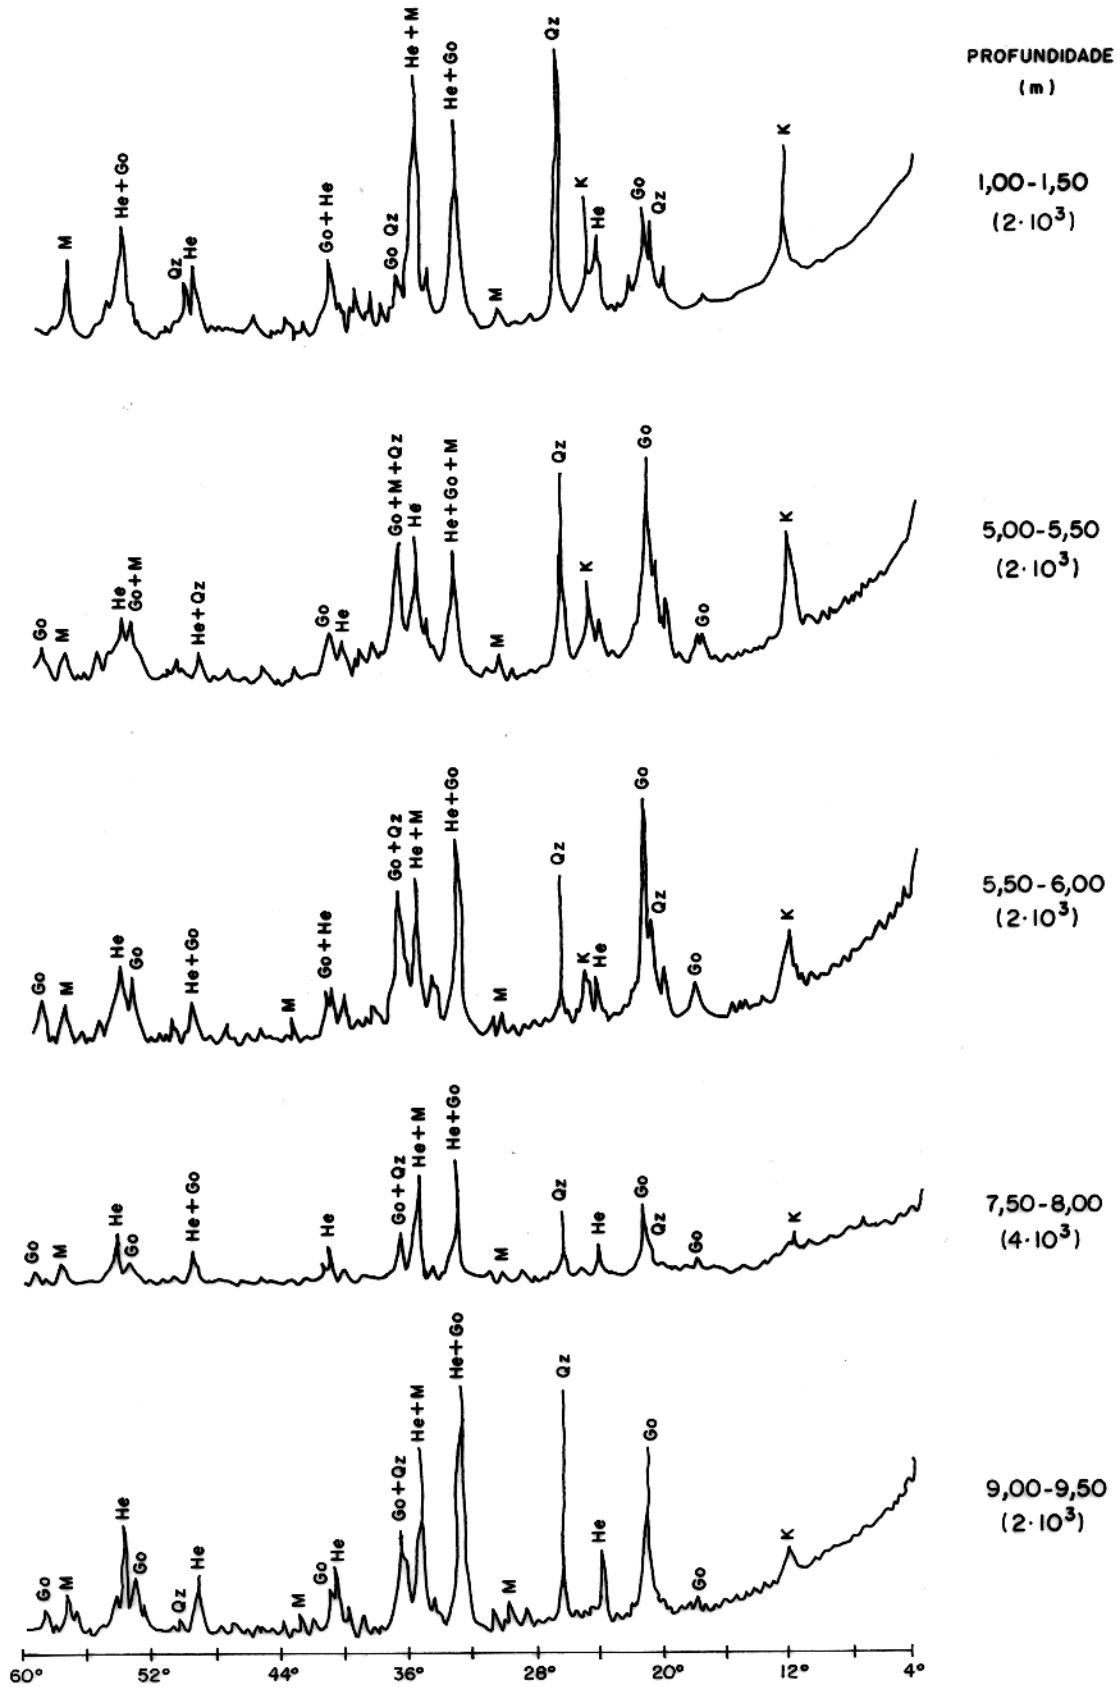 PROFUNDIDADE
(m)
M
He+Go
Qz
He
Go+He
Go Qz
He+M
He+Go
M
Qz
K
He
Go
Qz
K
1,00-1,50
(2·10³)
Go
M
He
Go+M
He+Qz
Go
He
Go+M+Qz
He
He+Go+M
M
Qz
K
Go
Go
K
5,00-5,50
(2·10³)
Go
M
He
Go
He+Go
M
Go+He
Go+Qz
He+M
He+Go
M
Qz
K
He
Go
Qz
Go
K
5,50-6,00
(2·10³)
Go
M
He
Go
He+Go
He
Go+Qz
He+M
He+Go
M
Qz
He
Go
Qz
Go
K
7,50-8,00
(4·10³)
Go
M
He
Go
Qz
He
M
Go
He
Go+Qz
He+M
He+Go
M
Qz
He
Go
Go
K
9,00-9,50
(2·10³)
60° 52° 44° 36° 28° 20° 12° 4°